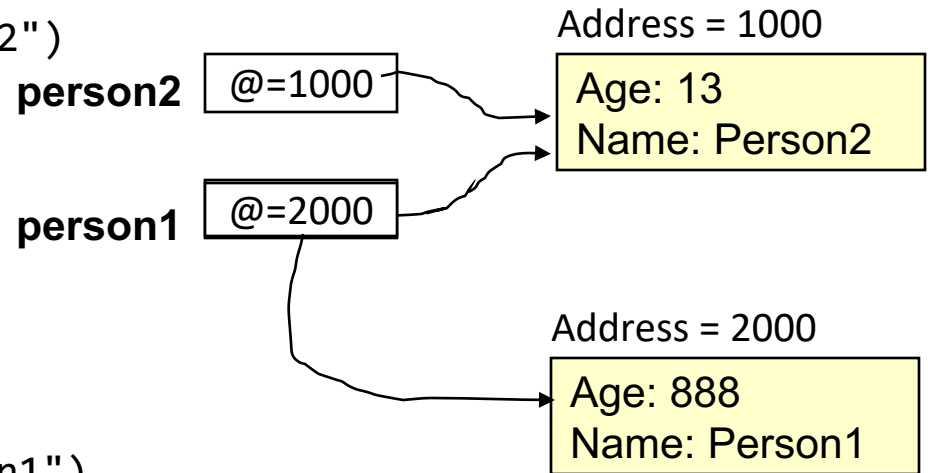 2")
Address = 1000
person2 @=1000
Age: 13
Name: Person2
person1 @=2000
Address = 2000
Age: 888
Name: Person1
n1")